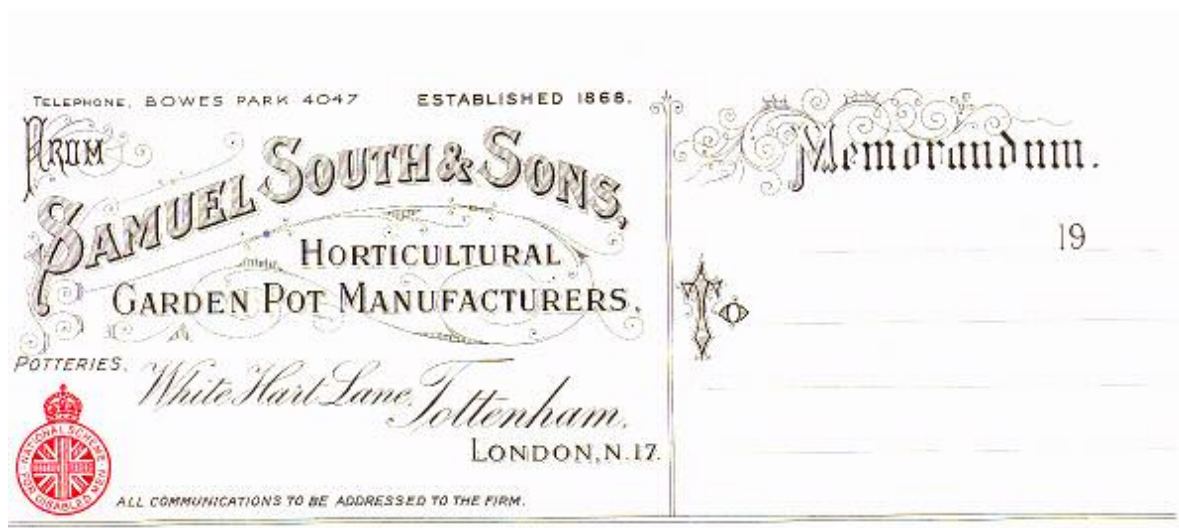 TELEPHONE, BOWES PARK 4047
ESTABLISHED 1868.
FROM
SAMUEL SOUTH & SONS,
HORTICULTURAL
GARDEN POT MANUFACTURERS.
POTTERIES.
White Hart Lane, Tottenham.
LONDON, N.17.
NATIONAL SCHEME
FOR DISABLED MEN
ALL COMMUNICATIONS TO BE ADDRESSED TO THE FIRM.
Memorandum.
19
To